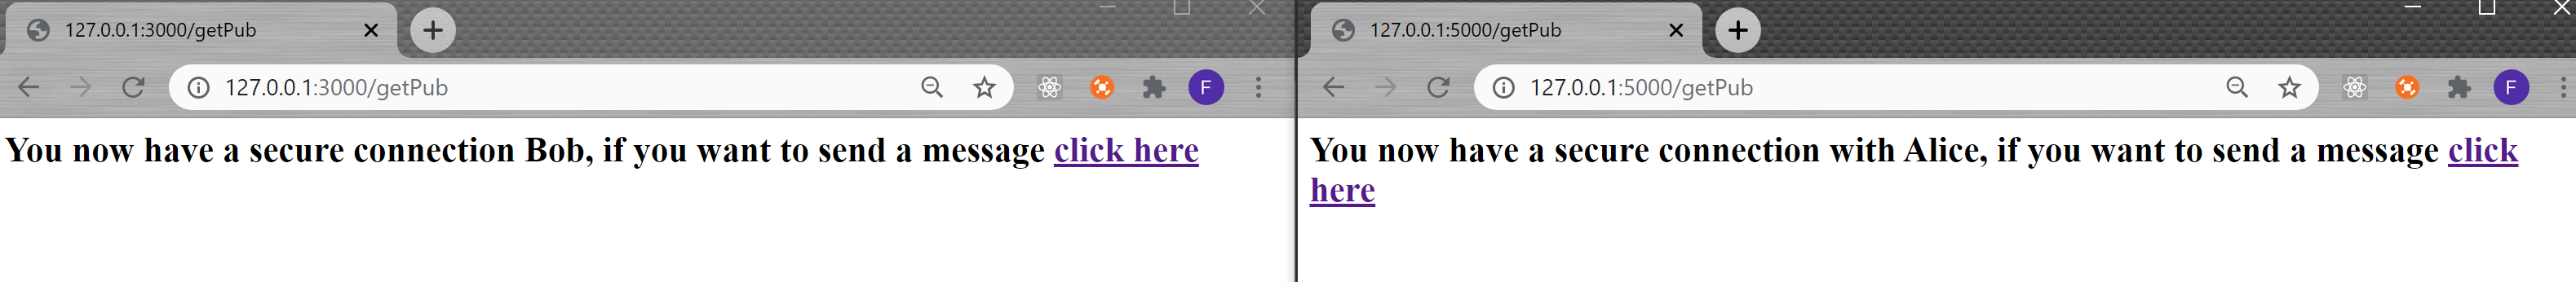 127.0.0.1:3000/getPub
127.0.0.1:3000/getPub
F
You now have a secure connection Bob, if you want to send a message click here
127.0.0.1:5000/getPub
127.0.0.1:5000/getPub
F
You now have a secure connection with Alice, if you want to send a message click
here